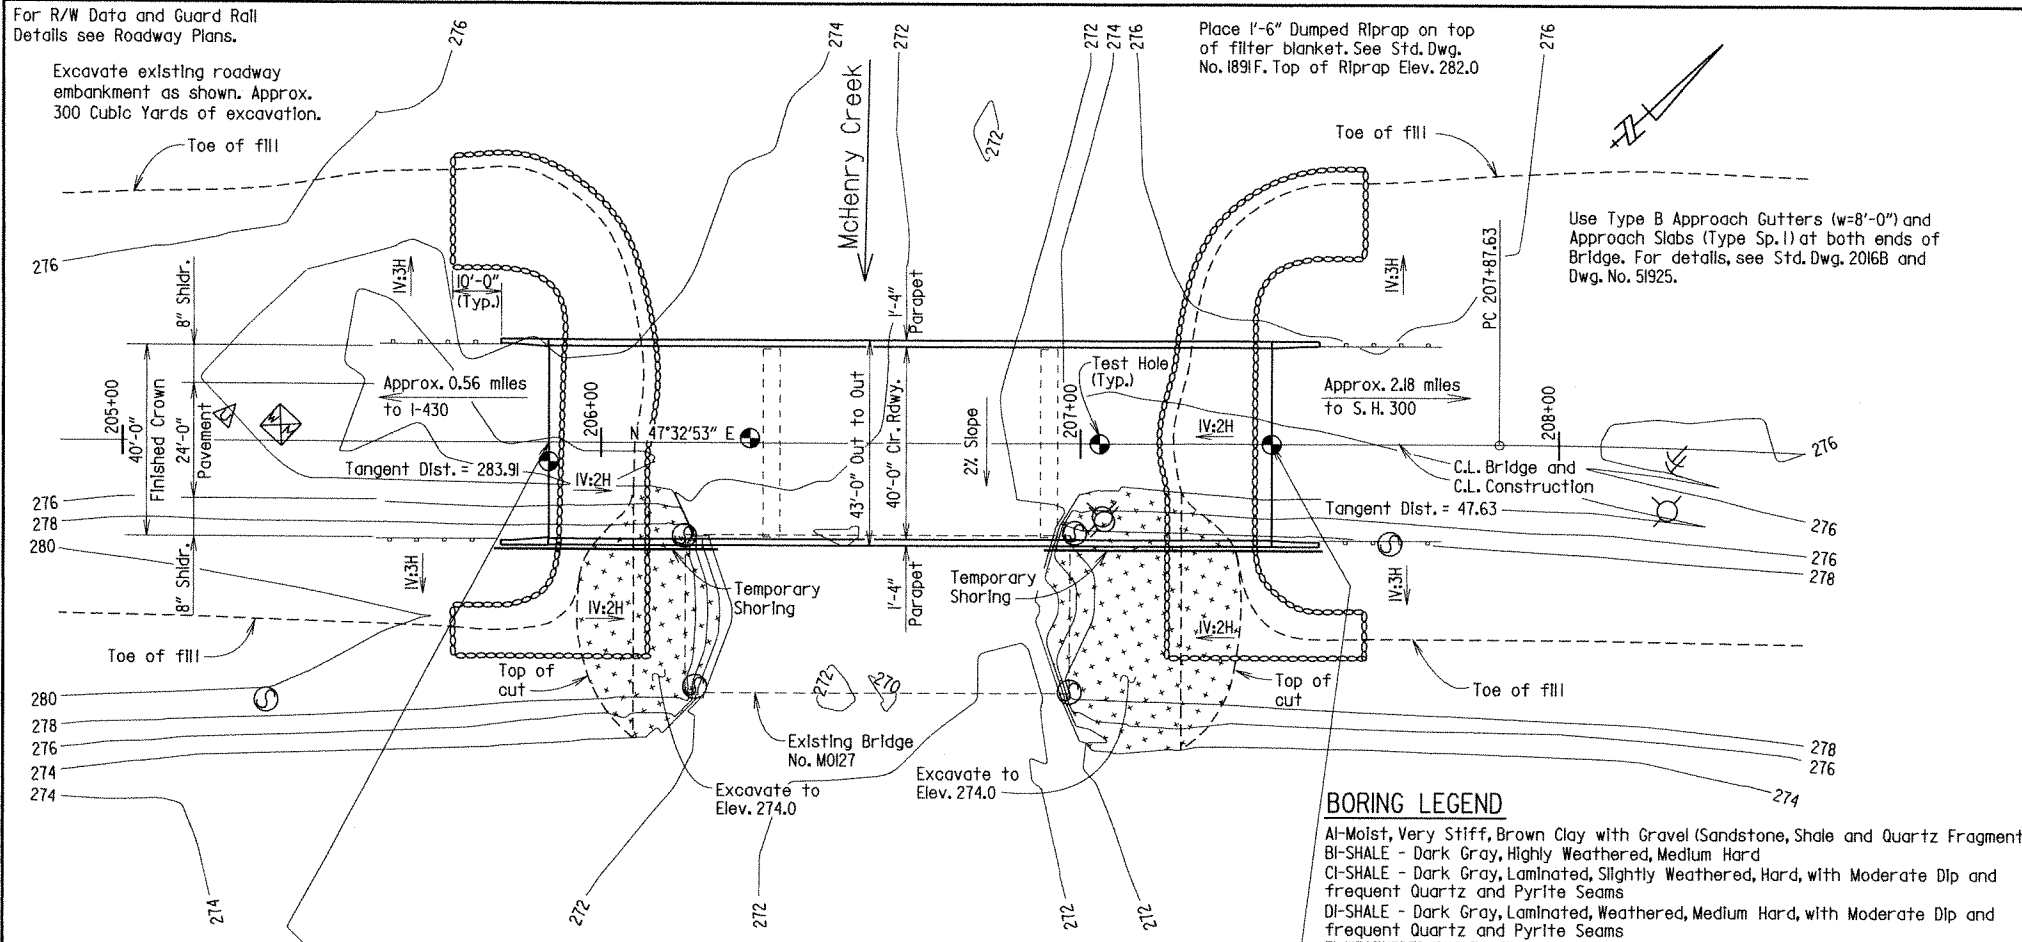 For R/W Data and Guard Rail
Details see Roadway Plans.
Excavate existing roadway
embankment as shown. Approx.
300 Cubic Yards of excavation.
Toe of fill
276
274
272
McHenry Creek
272
272
274
276
Place 1'-6" Dumped Riprap on top
of filter blanket. See Std. Dwg.
No. 1891F. Top of Riprap Elev. 282.0
276
N
Toe of fill
Use Type B Approach Gutters (w=8'-0") and
Approach Slabs (Type Sp. 1) at both ends of
Bridge. For details, see Std. Dwg. 2016B and
Dwg. No. 51925.
276
8" Shldr.
1V:3H
10'-0"
(Typ.)
1'-4"
Parapet
1V:3H
PC 207+87.63
205+00
40'-0"
Finished Crown
24'-0"
Pavement
Approx. 0.56 miles
to I-430
206+00
N 47°32'53" E
Tangent Dist. = 283.91
1V:2H
43'-0" Out to Out
40'-0" Clr. Rdwy.
2% Slope
207+00
Test Hole
(Typ.)
1V:2H
Approx. 2.18 miles
to S.H. 300
208+00
C.L. Bridge and
C.L. Construction
Tangent Dist. = 47.63
276
276
276
278
276
278
280
8" Shldr.
1V:3H
1V:2H
Temporary
Shoring
1'-4"
Parapet
Temporary
Shoring
1V:2H
1V:3H
Toe of fill
Top of
cut
272
270
Top of
cut
Toe of fill
280
278
276
274
274
Existing Bridge
No. M0127
Excavate to
Elev. 274.0
Excavate to
Elev. 274.0
278
276
274
274
272
272
272
272
BORING LEGEND
A1-Moist, Very Stiff, Brown Clay with Gravel (Sandstone, Shale and Quartz Fragment
B1-SHALE - Dark Gray, Highly Weathered, Medium Hard
C1-SHALE - Dark Gray, Laminated, Slightly Weathered, Hard, with Moderate Dip and
frequent Quartz and Pyrite Seams
D1-SHALE - Dark Gray, Laminated, Weathered, Medium Hard, with Moderate Dip and
frequent Quartz and Pyrite Seams